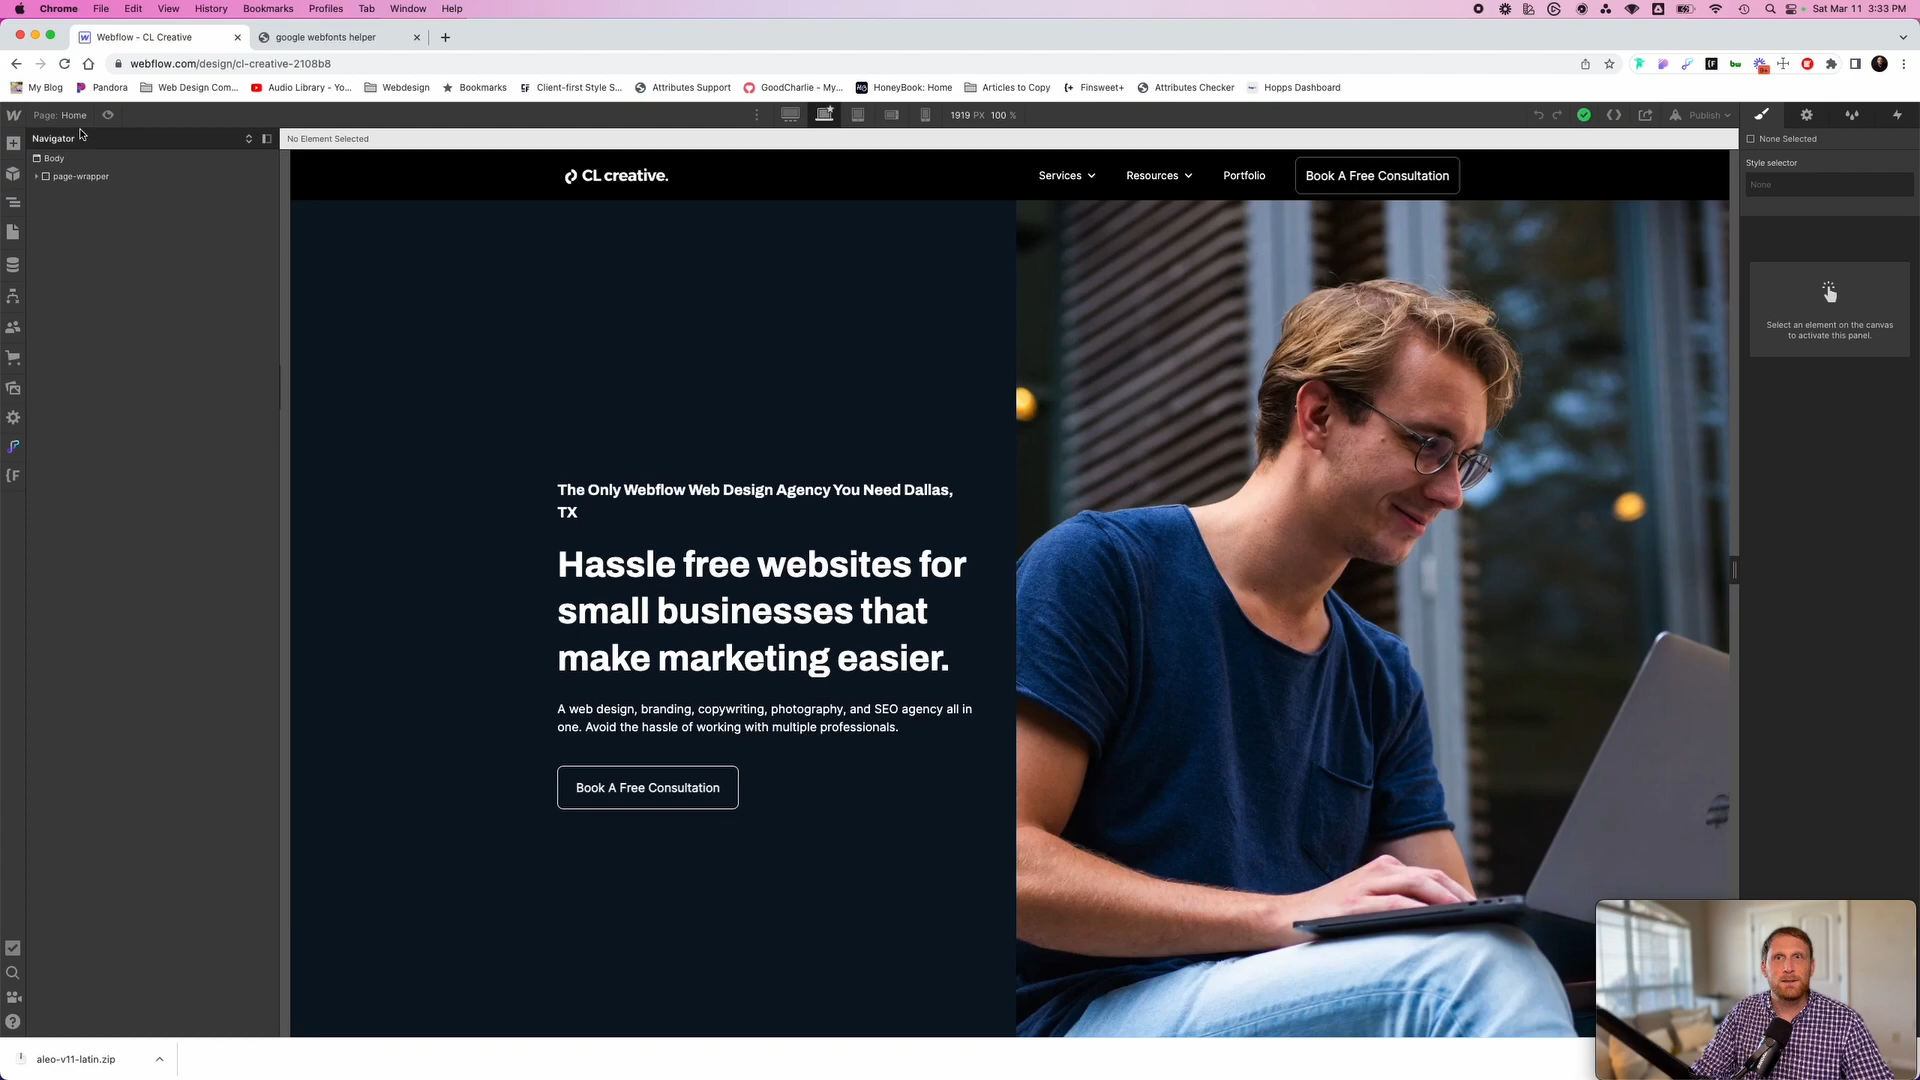 Chrome File Edit View History Bookmarks Profiles Tab Window Help
Sat Mar 11 3:33 PM
Webflow - CL Creative
google webfonts helper
webflow.com/design/cl-creative-2108b8
My Blog Pandora Web Design Com... Audio Library - Yo... Webdesign Bookmarks Client-first Style S... Attributes Support GoodCharlie - My... HoneyBook: Home Articles to Copy Finsweet+ Attributes Checker Hopps Dashboard
Page: Home
1919 PX 100 %
Publish
Navigator
No Element Selected
None Selected
Body
page-wrapper
Style selector
None
CL creative.
Services
Resources
Portfolio
Book A Free Consultation
Select an element on the canvas
to activate this panel.
The Only Webflow Web Design Agency You Need Dallas,
TX
Hassle free websites for
small businesses that
make marketing easier.
A web design, branding, copywriting, photography, and SEO agency all in
one. Avoid the hassle of working with multiple professionals.
Book A Free Consultation
aleo-v11-latin.zip